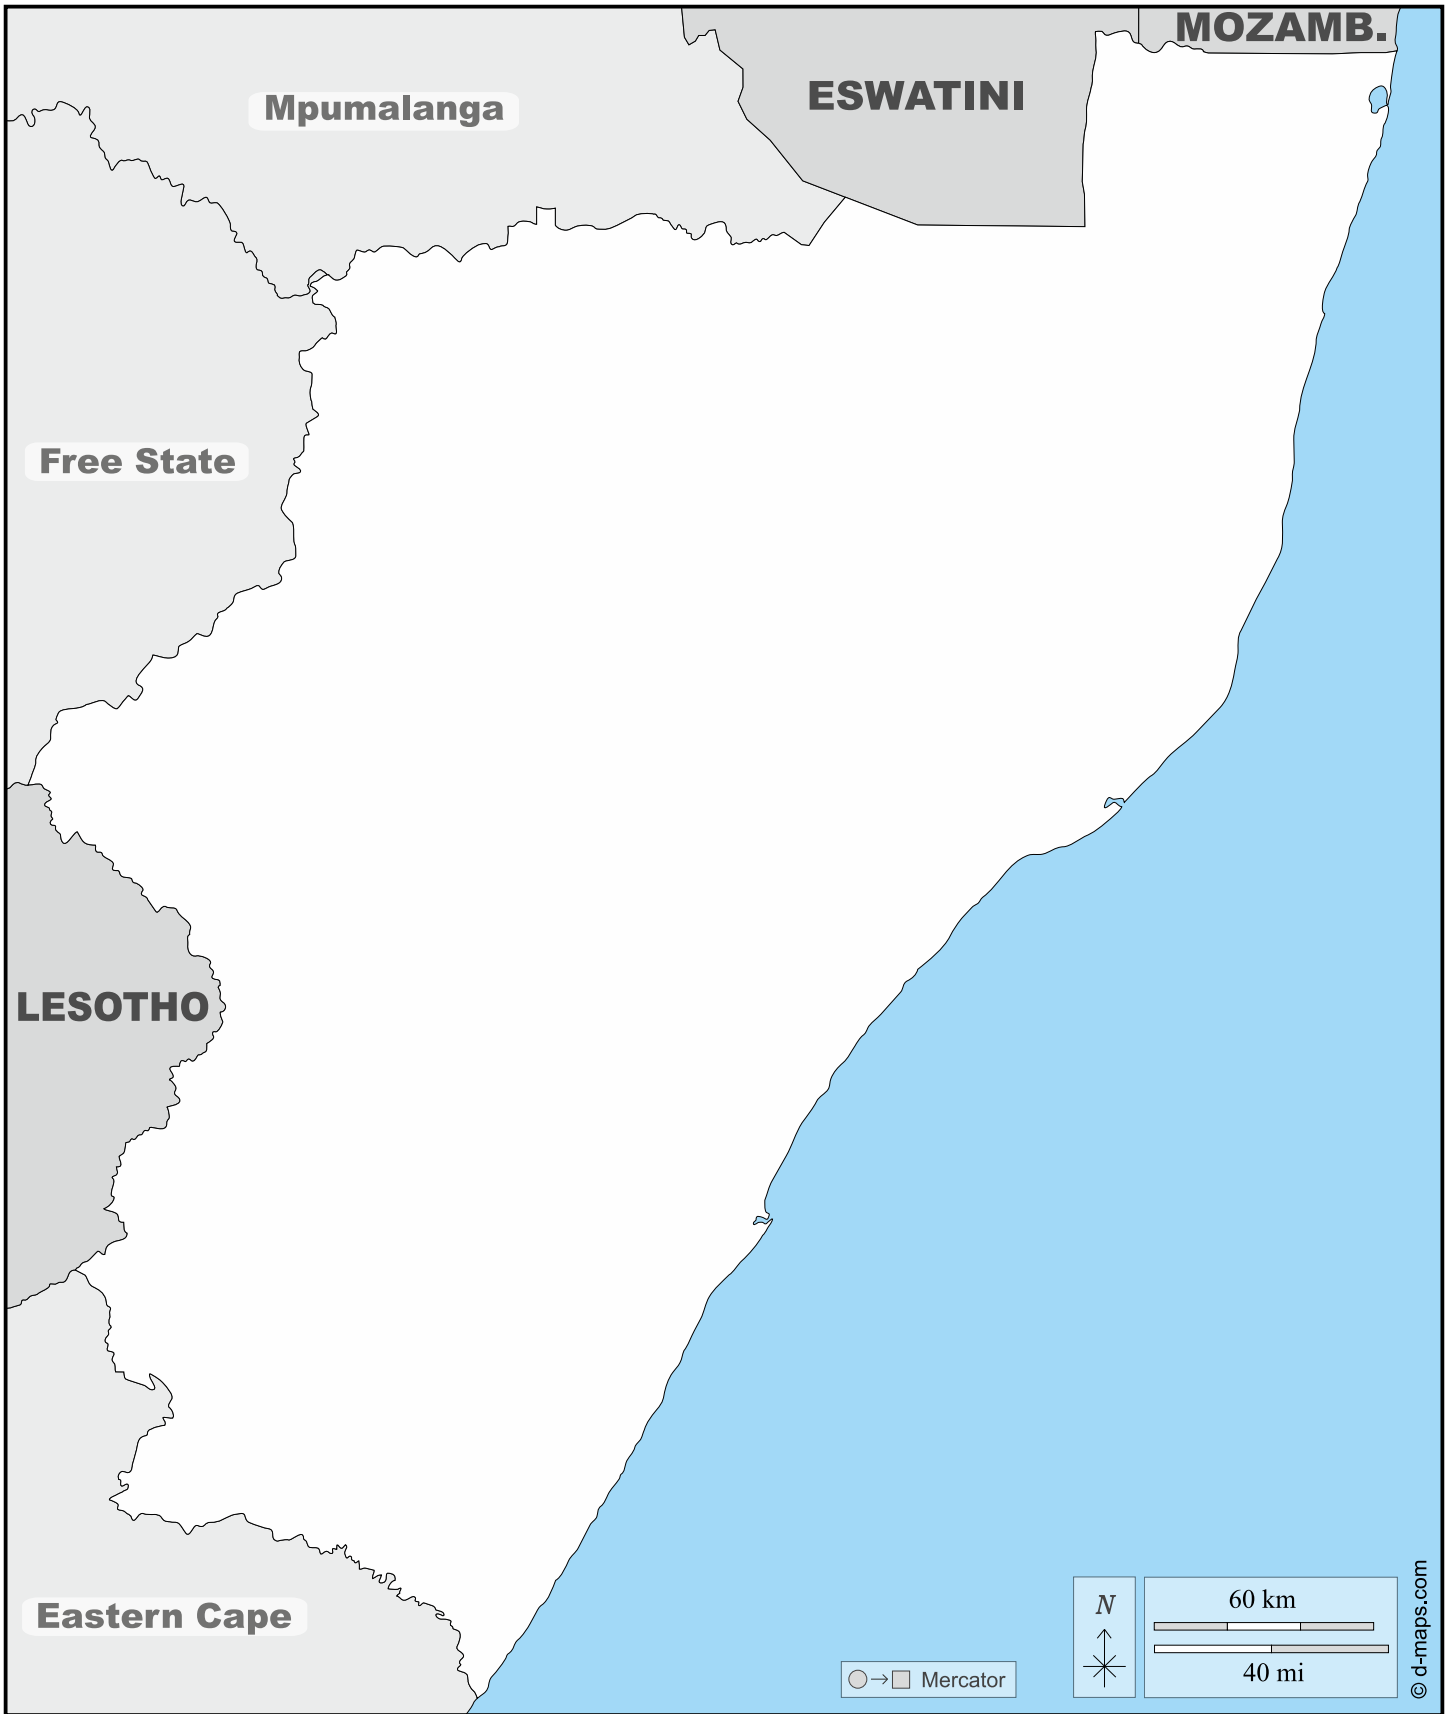 MOZAMB.
Mpumalanga
ESWATINI
Free State
LESOTHO
Eastern Cape
Mercator
N
60 km
40 mi
© d-maps.com